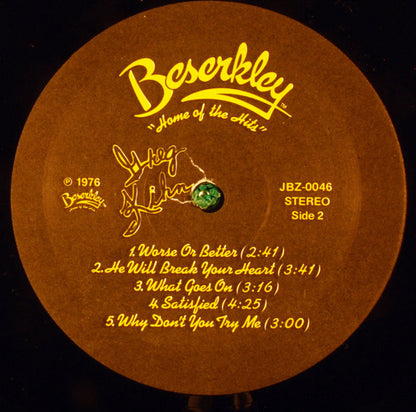 Beserkley™
"Home of the Hits"
Greg
Kihn
℗ 1976
Beserkley
JBZ-0046
STEREO
Side 2
1. Worse Or Better (2:41)
2. He Will Break Your Heart (3:41)
3. What Goes On (3:16)
4. Satisfied (4:25)
5. Why Don't You Try Me (3:00)